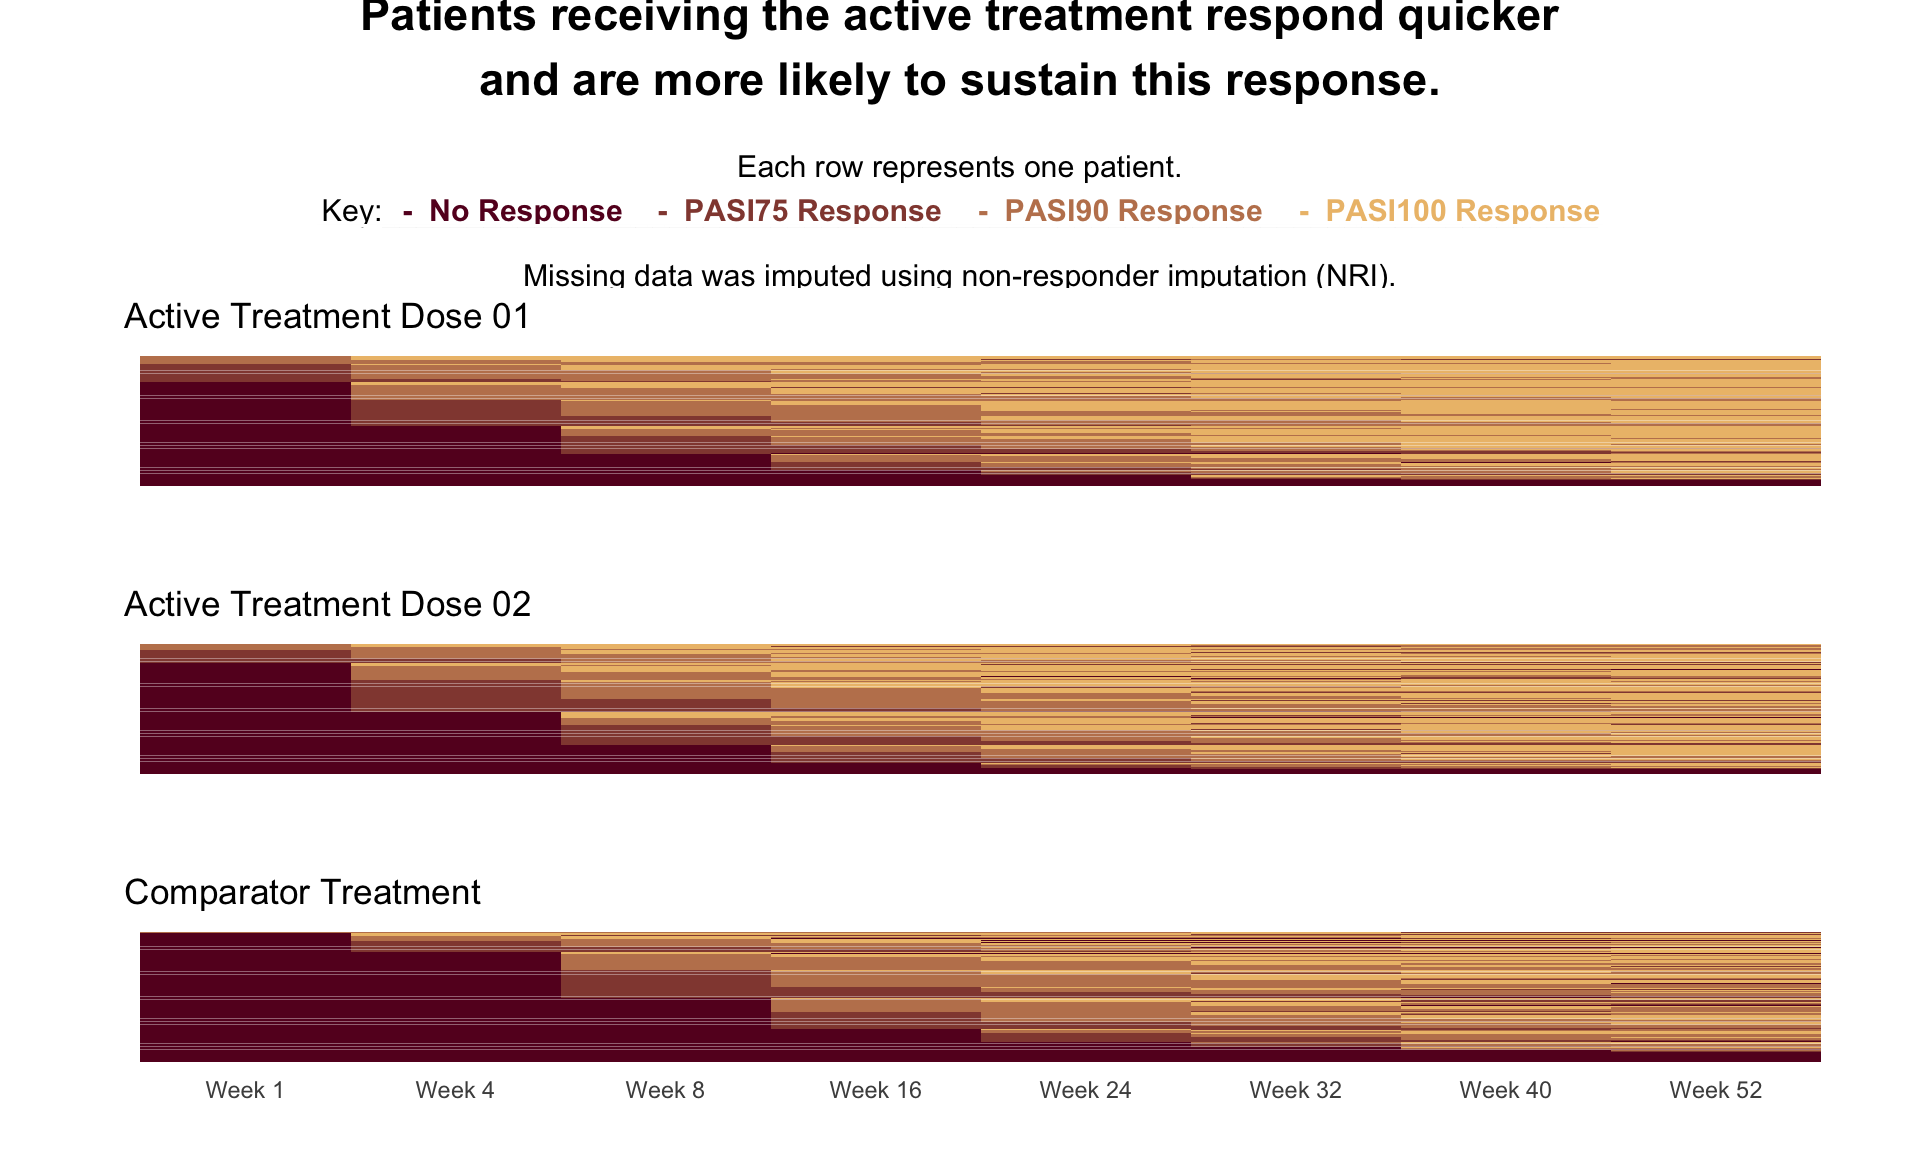 Patients receiving the active treatment respond quicker
and are more likely to sustain this response.
Each row represents one patient.
Key: - No Response - PASI75 Response - PASI90 Response - PASI100 Response
Missing data was imputed using non-responder imputation (NRI).
Active Treatment Dose 01
Active Treatment Dose 02
Comparator Treatment
Week 1 Week 4 Week 8 Week 16 Week 24 Week 32 Week 40 Week 52